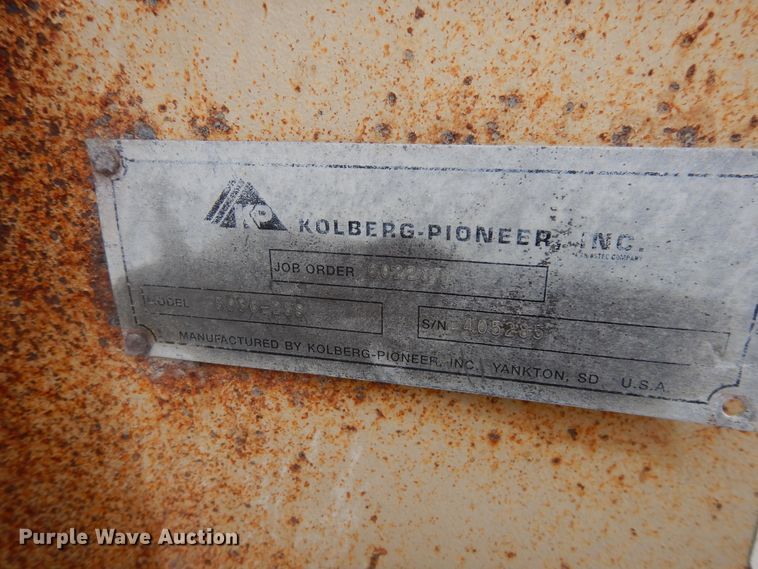 KP
KOLBERG-PIONEER, INC.
AN ASTEC COMPANY
JOB ORDER
MODEL
S/N 405285
MANUFACTURED BY KOLBERG-PIONEER, INC. YANKTON, SD U.S.A.
Purple Wave Auction